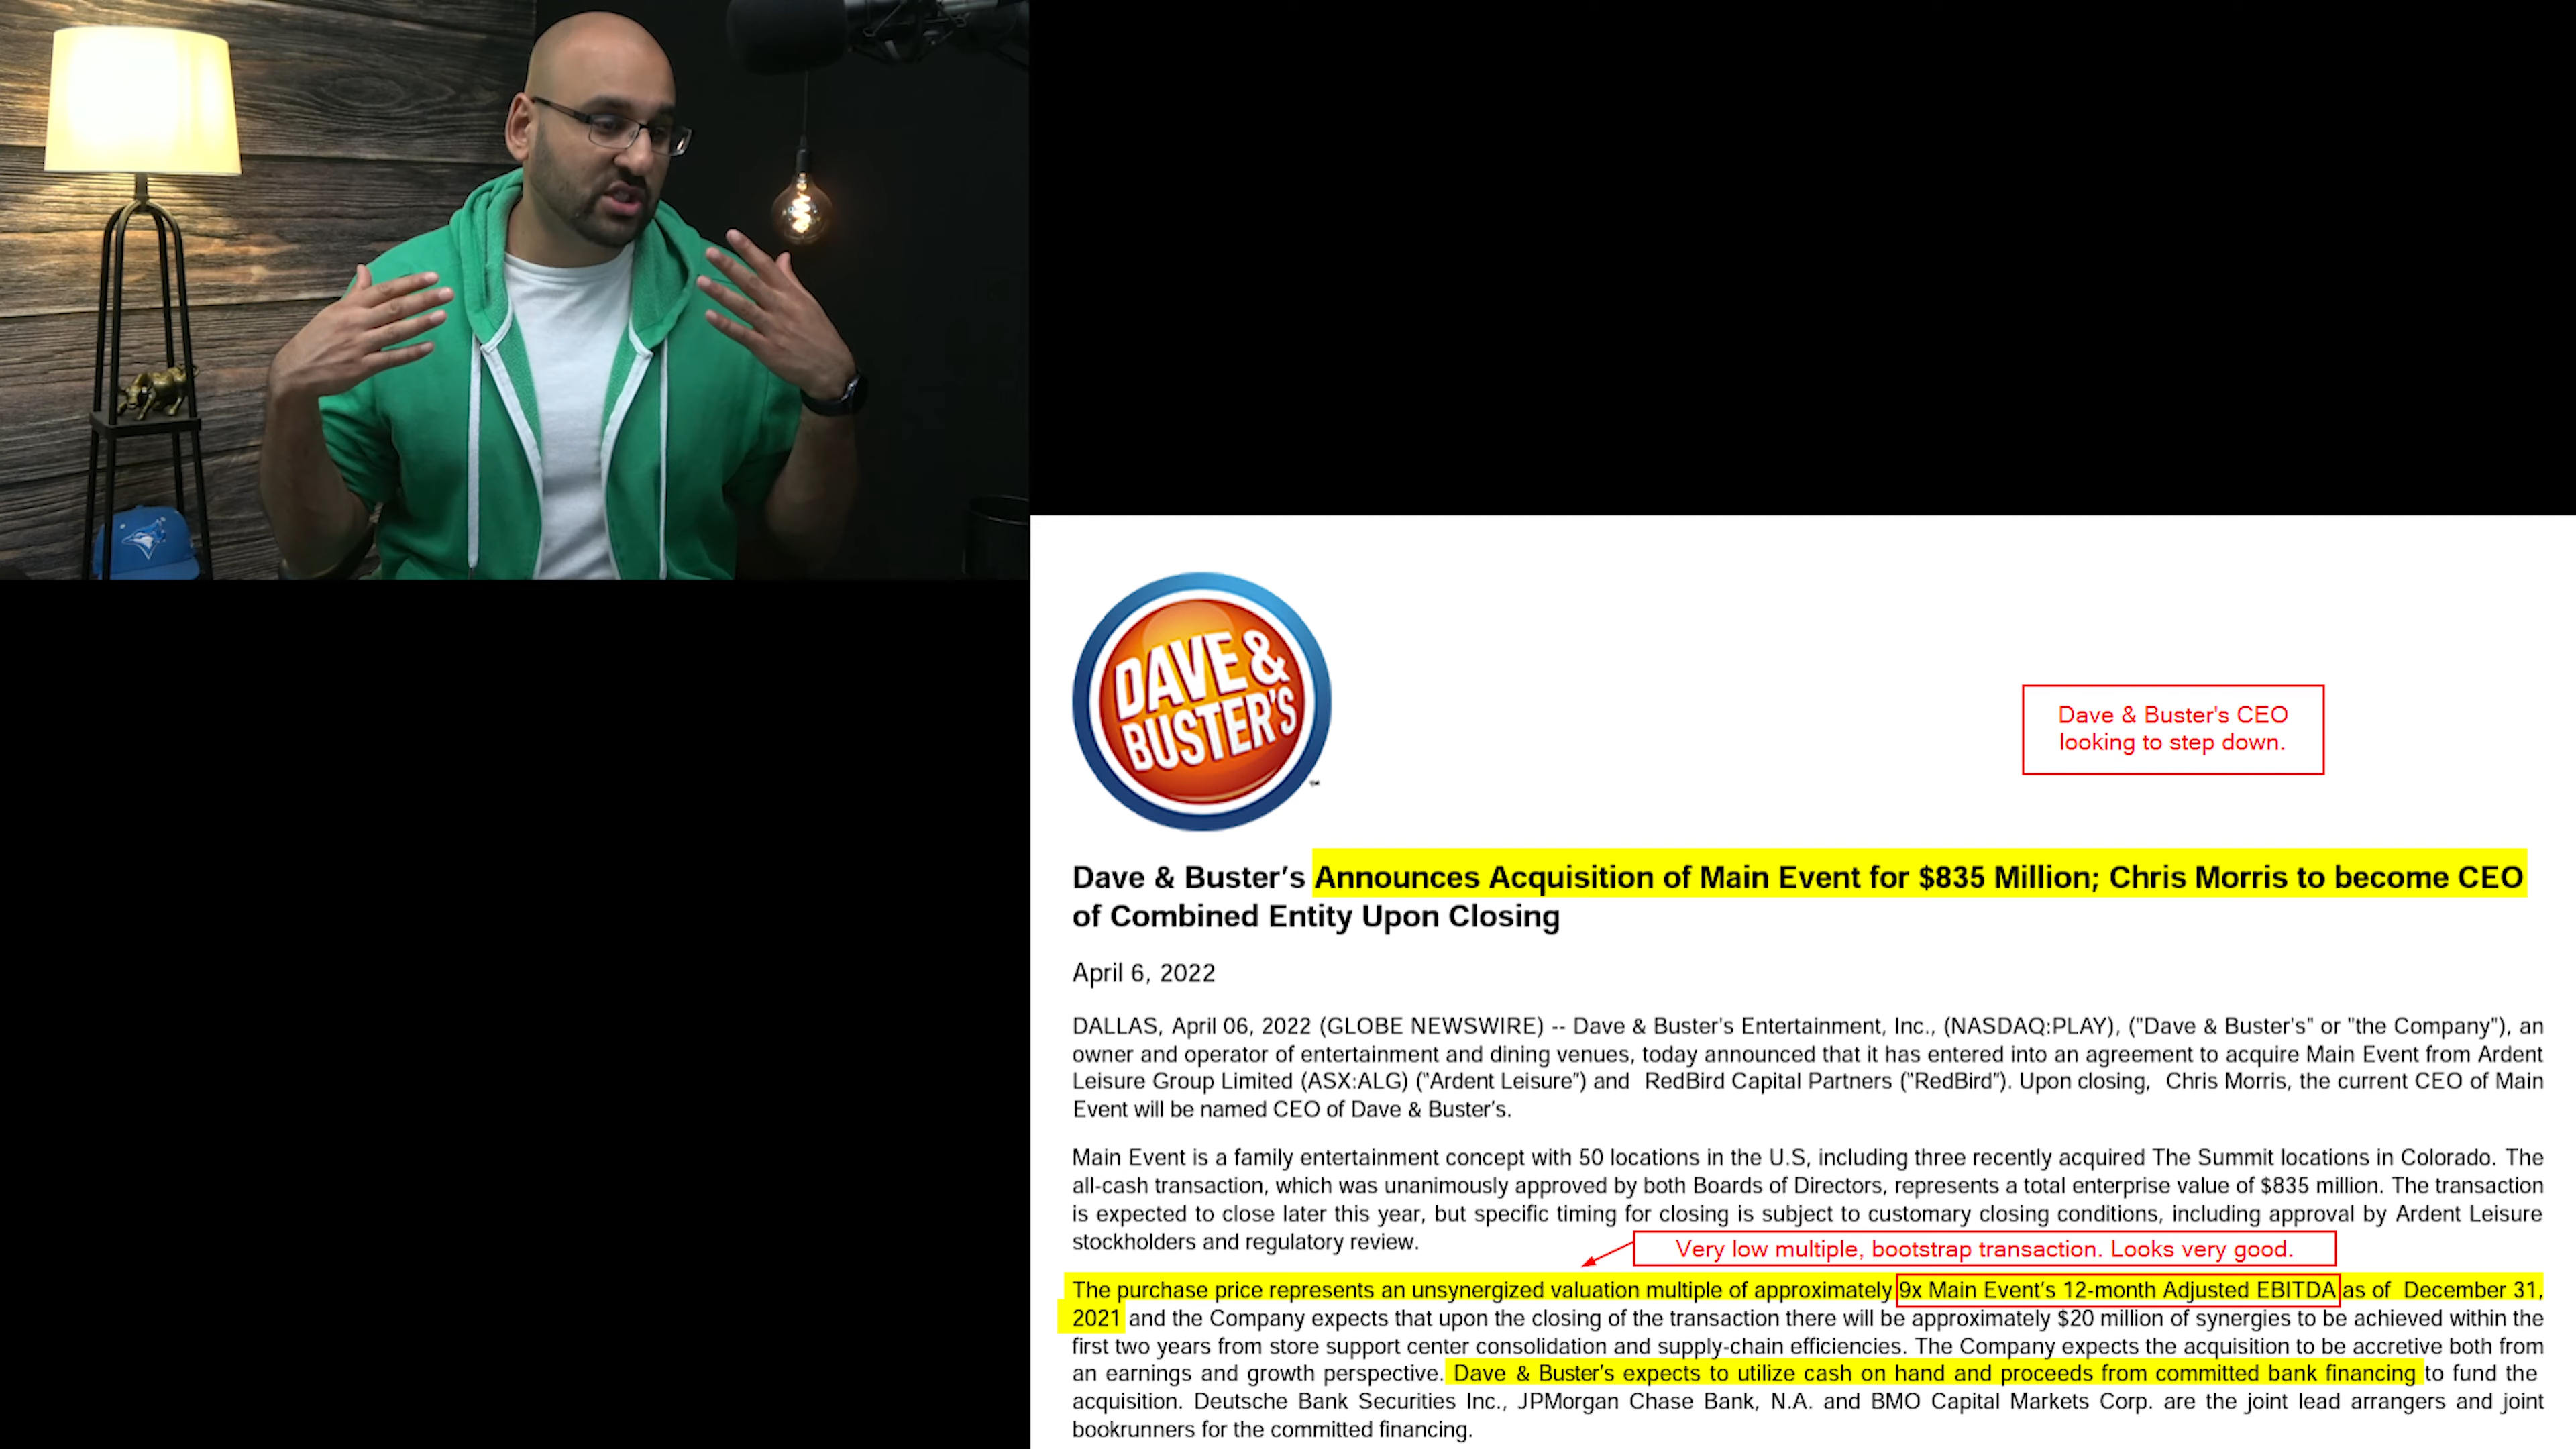 DAVE &
BUSTER'S
Dave & Buster's CEO
looking to step down.
Dave & Buster’s Announces Acquisition of Main Event for $835 Million; Chris Morris to become CEO
of Combined Entity Upon Closing
April 6, 2022
DALLAS, April 06, 2022 (GLOBE NEWSWIRE) -- Dave & Buster's Entertainment, Inc., (NASDAQ:PLAY), ("Dave & Buster's" or "the Company"), an
owner and operator of entertainment and dining venues, today announced that it has entered into an agreement to acquire Main Event from Ardent
Leisure Group Limited (ASX:ALG) (“Ardent Leisure”) and RedBird Capital Partners (“RedBird”). Upon closing, Chris Morris, the current CEO of Main
Event will be named CEO of Dave & Buster’s.
Main Event is a family entertainment concept with 50 locations in the U.S, including three recently acquired The Summit locations in Colorado. The
all-cash transaction, which was unanimously approved by both Boards of Directors, represents a total enterprise value of $835 million. The transaction
is expected to close later this year, but specific timing for closing is subject to customary closing conditions, including approval by Ardent Leisure
stockholders and regulatory review.
Very low multiple, bootstrap transaction. Looks very good.
The purchase price represents an unsynergized valuation multiple of approximately 9x Main Event’s 12-month Adjusted EBITDA as of December 31,
2021 and the Company expects that upon the closing of the transaction there will be approximately $20 million of synergies to be achieved within the
first two years from store support center consolidation and supply-chain efficiencies. The Company expects the acquisition to be accretive both from
an earnings and growth perspective. Dave & Buster’s expects to utilize cash on hand and proceeds from committed bank financing to fund the
acquisition. Deutsche Bank Securities Inc., JPMorgan Chase Bank, N.A. and BMO Capital Markets Corp. are the joint lead arrangers and joint
bookrunners for the committed financing.